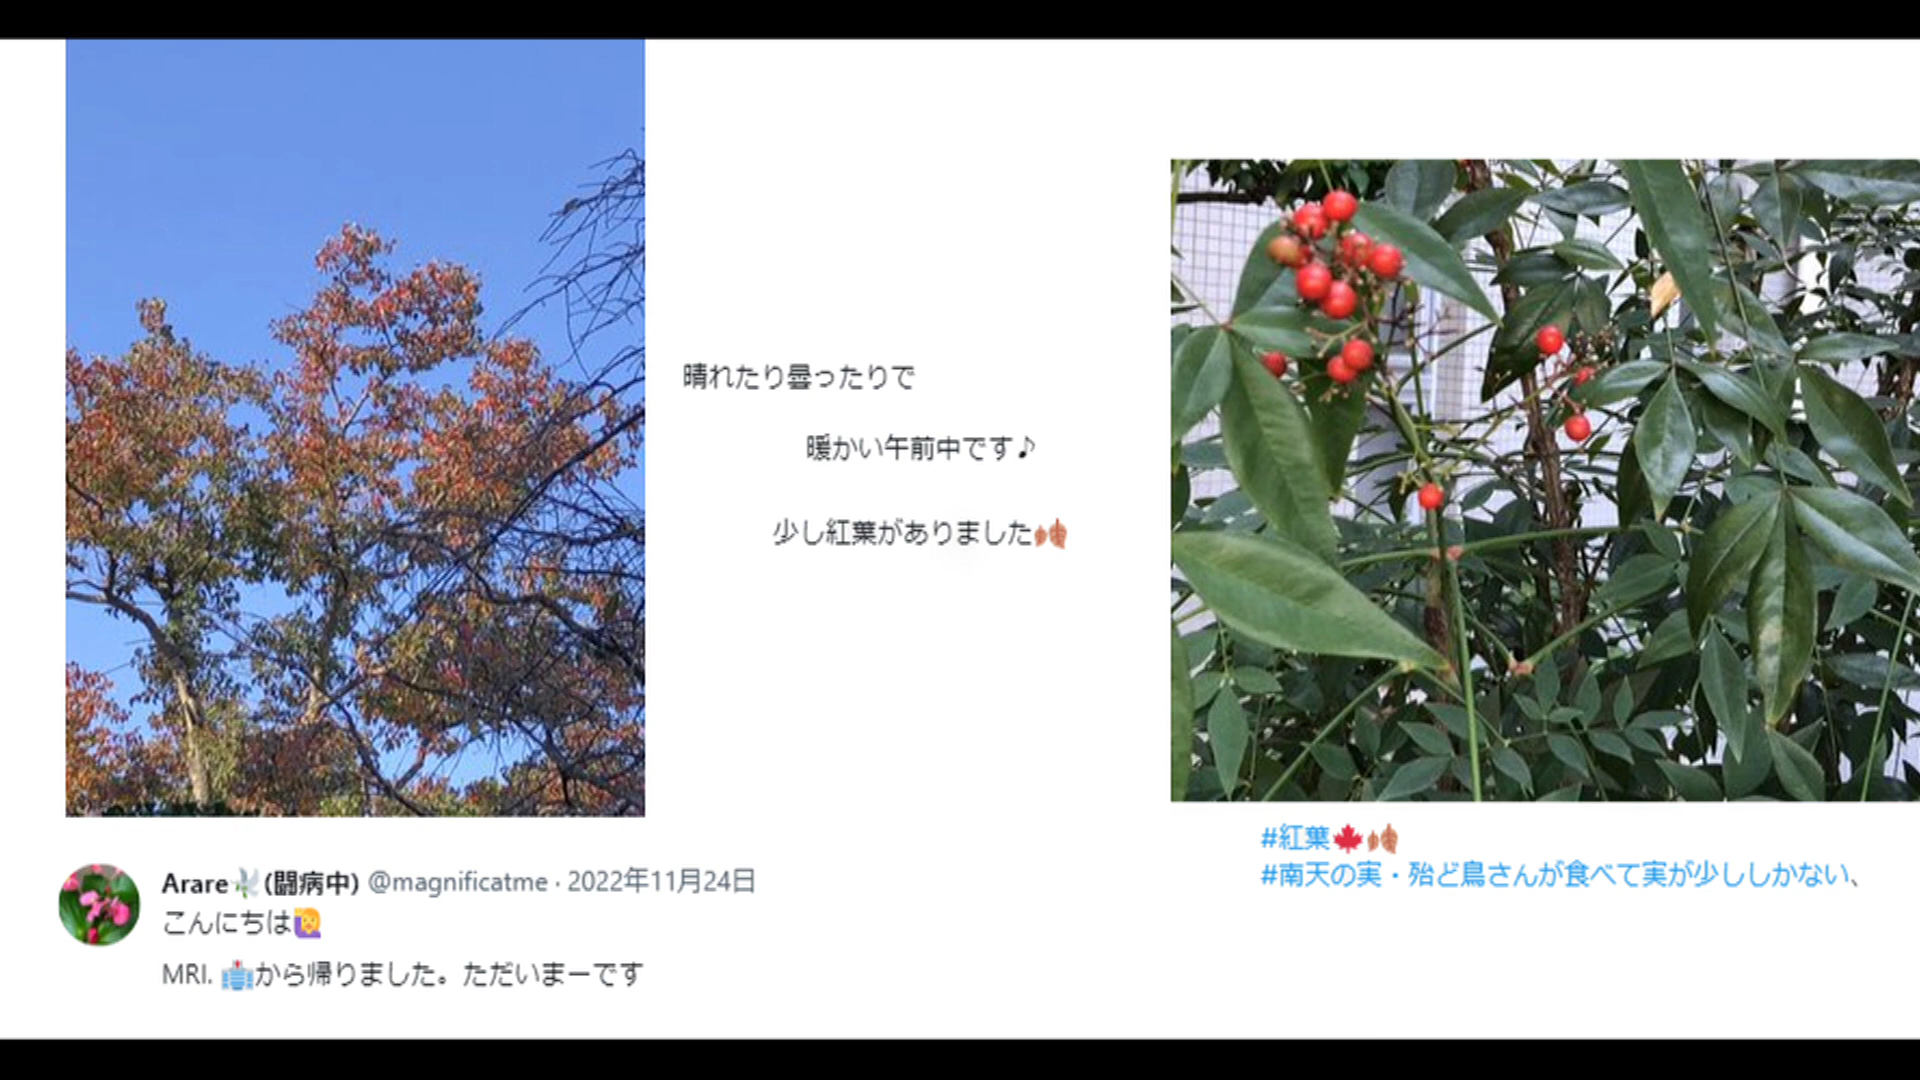 晴れたり曇ったりで
暖かい午前中です♪
少し紅葉がありました🍂
#紅葉🍁🍂
#南天の実・殆ど鳥さんが食べて実が少ししかない、
Arare🕊️(闘病中) @magnificatme · 2022年11月24日
こんにちは🙋‍♀️
MRI. 🏥から帰りました。ただいまーです